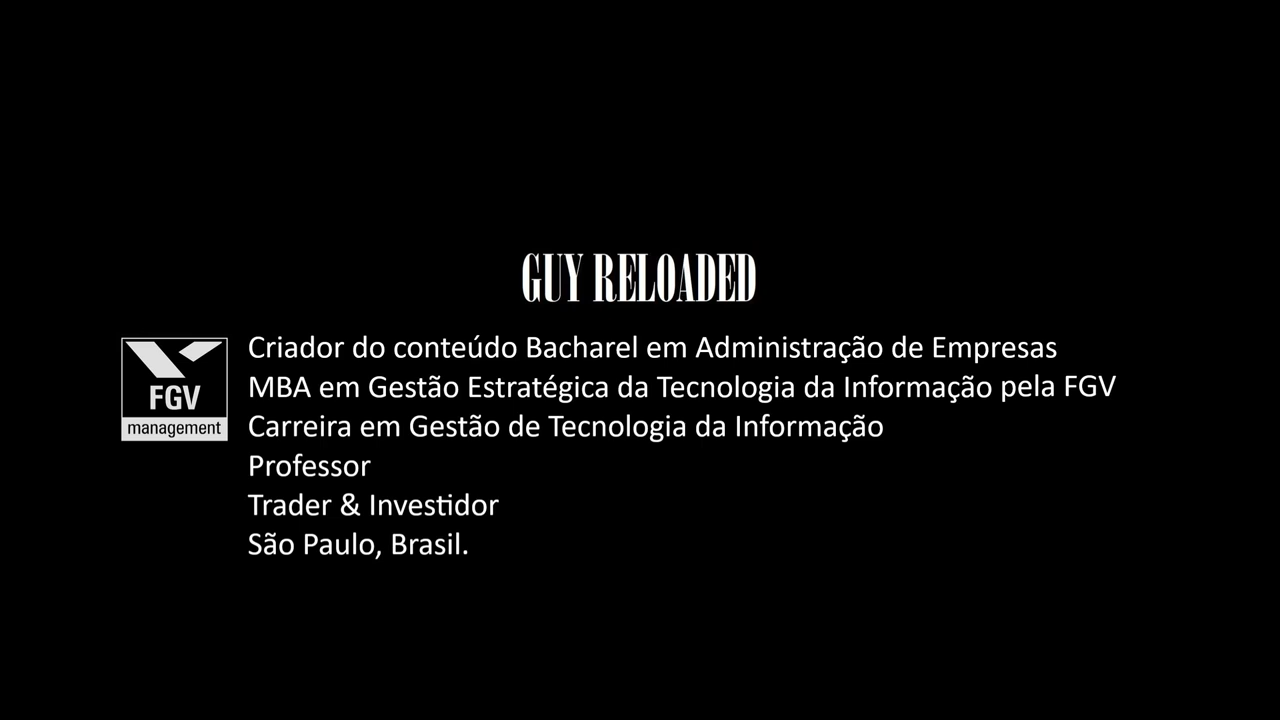 GUY RELOADED
Criador do conteúdo Bacharel em Administração de Empresas
MBA em Gestão Estratégica da Tecnologia da Informação pela FGV
Carreira em Gestão de Tecnologia da Informação
Professor
Trader & Investidor
São Paulo, Brasil.
FGV
management